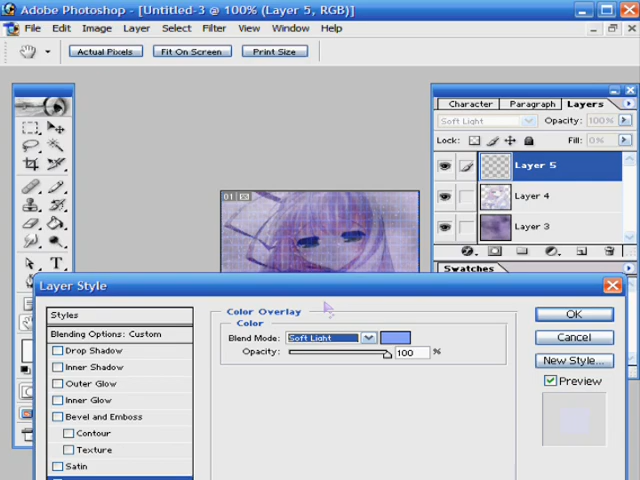 Adobe Photoshop - [Untitled-3 @ 100% (Layer 5, RGB)]
File Edit Image Layer Select Filter View Window Help
Actual Pixels Fit On Screen Print Size
Character Paragraph Layers
Soft Light Opacity: 100%
Lock: Fill: 0%
Layer 5
Layer 4
Layer 3
01
Swatches
Layer Style
Styles
Blending Options: Custom
Drop Shadow
Inner Shadow
Outer Glow
Inner Glow
Bevel and Emboss
Contour
Texture
Satin
Color Overlay
Color
Blend Mode: Soft Light
Opacity: 100 %
OK
Cancel
New Style...
Preview